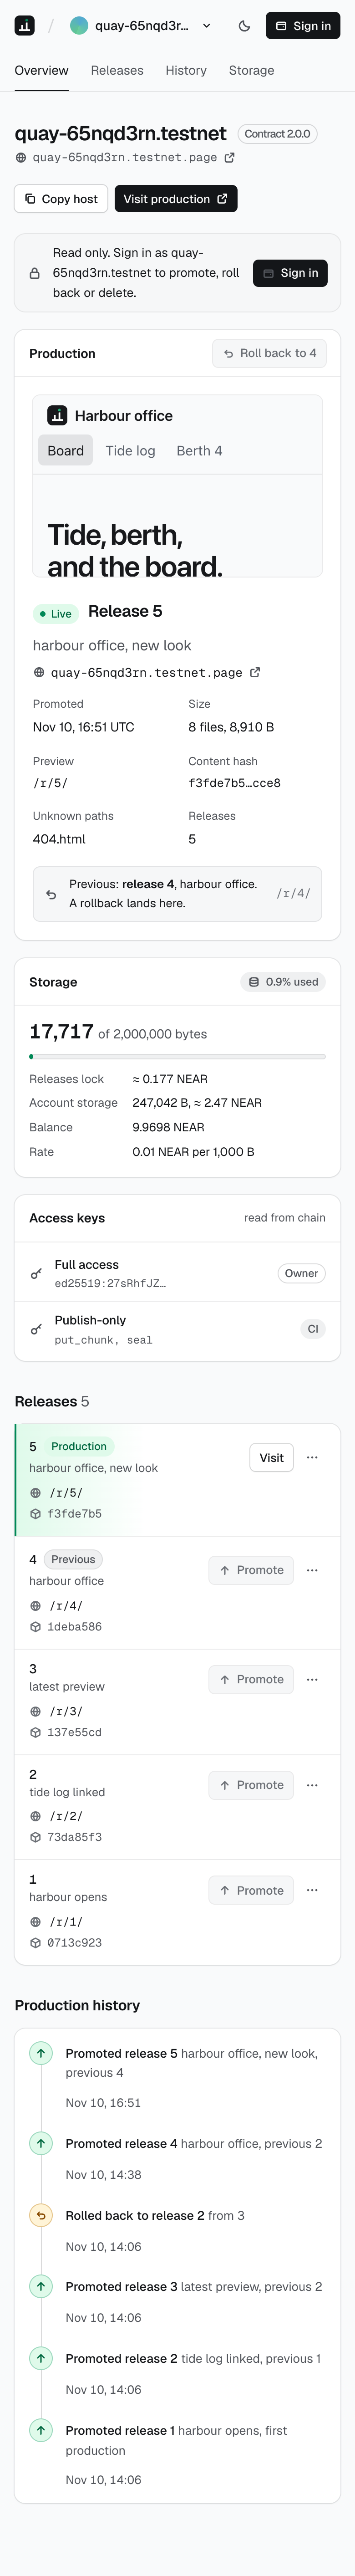 quay-65nqd3r...
Sign in
Overview Releases History Storage
quay-65nqd3rn.testnet Contract 2.0.0
quay-65nqd3rn.testnet.page
Copy host Visit production
Read only. Sign in as quay-
65nqd3rn.testnet to promote, roll
back or delete.
Sign in
Production Roll back to 4
Harbour office
Board Tide log Berth 4
Tide, berth,
and the board.
Live Release 5
harbour office, new look
quay-65nqd3rn.testnet.page
Promoted Size
Nov 10, 16:51 UTC 8 files, 8,910 B
Preview Content hash
/r/5/ f3fde7b5…cce8
Unknown paths Releases
404.html 5
Previous: release 4, harbour office.
A rollback lands here.
/r/4/
Storage 0.9% used
17,717 of 2,000,000 bytes
Releases lock ≈ 0.177 NEAR
Account storage 247,042 B, ≈ 2.47 NEAR
Balance 9.9698 NEAR
Rate 0.01 NEAR per 1,000 B
Access keys read from chain
Full access
ed25519:27sRhfJZ…
Owner
Publish-only
put_chunk, seal
CI
Releases 5
5 Production
harbour office, new look
/r/5/
f3fde7b5
Visit
4 Previous
harbour office
/r/4/
1deba586
Promote
3
latest preview
/r/3/
137e55cd
Promote
2
tide log linked
/r/2/
73da85f3
Promote
1
harbour opens
/r/1/
0713c923
Promote
Production history
Promoted release 5 harbour office, new look,
previous 4
Nov 10, 16:51
Promoted release 4 harbour office, previous 2
Nov 10, 14:38
Rolled back to release 2 from 3
Nov 10, 14:06
Promoted release 3 latest preview, previous 2
Nov 10, 14:06
Promoted release 2 tide log linked, previous 1
Nov 10, 14:06
Promoted release 1 harbour opens, first
production
Nov 10, 14:06